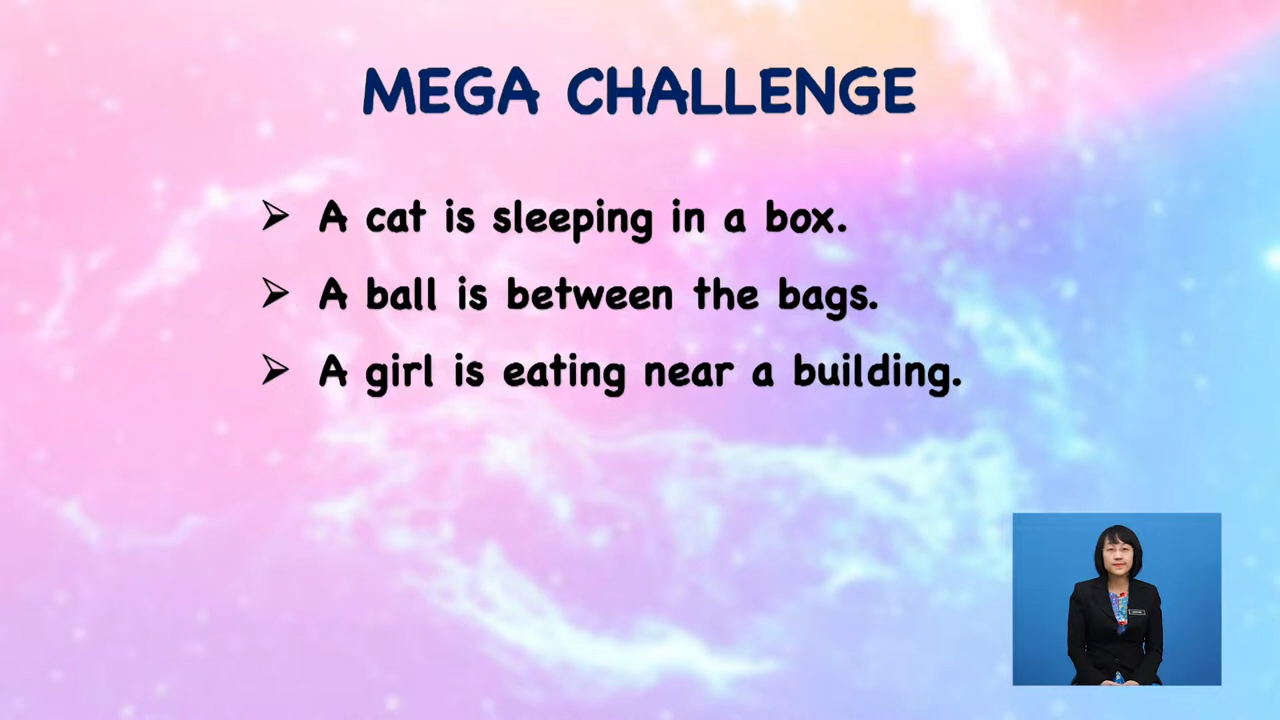 MEGA CHALLENGE
➢ A cat is sleeping in a box.
➢ A ball is between the bags.
➢ A girl is eating near a building.